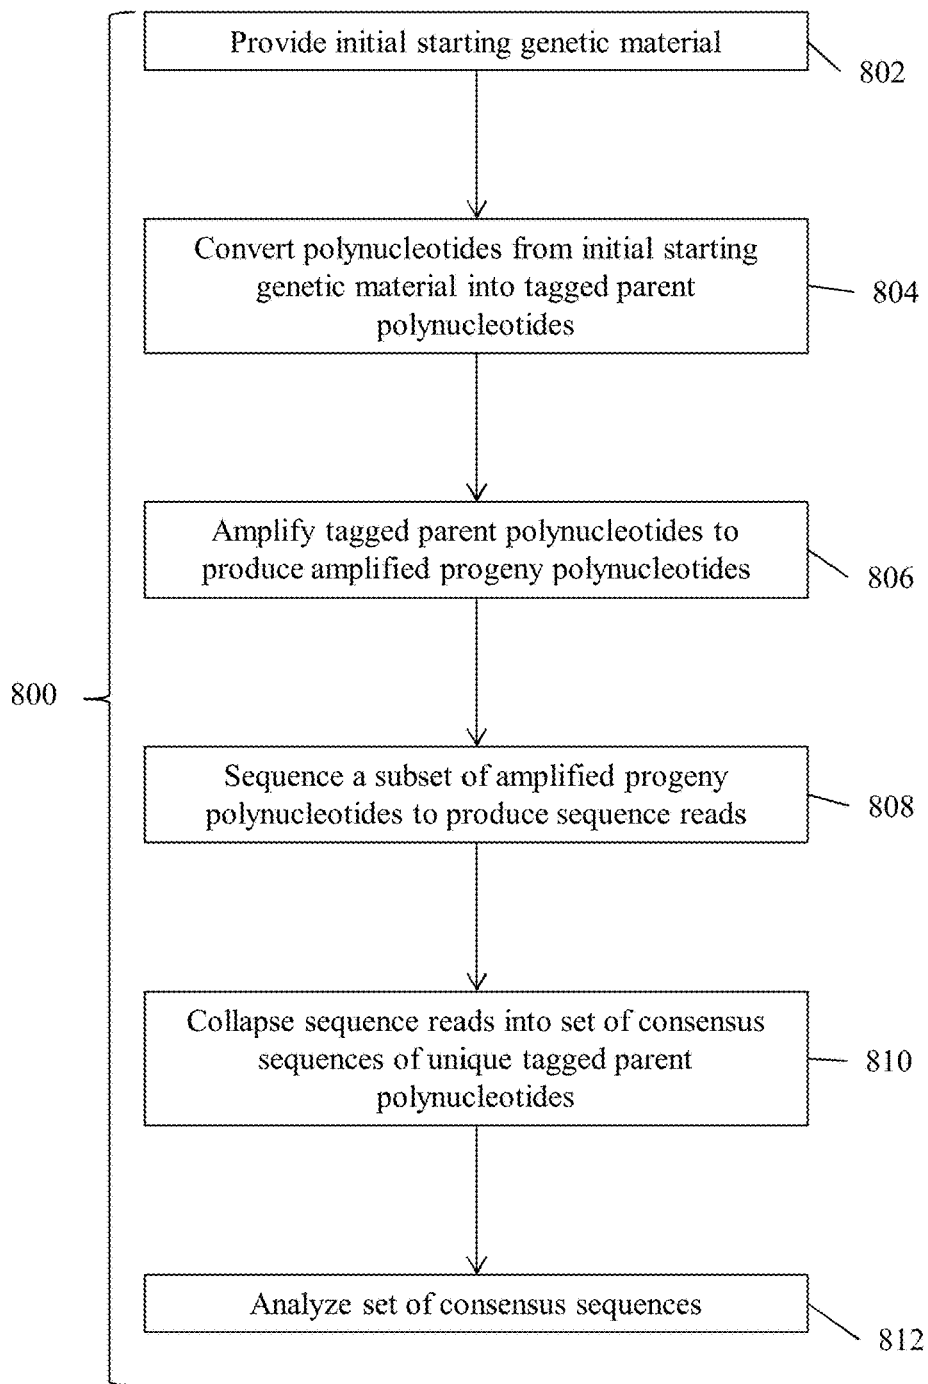 Provide initial starting genetic material
802
Convert polynucleotides from initial starting
genetic material into tagged parent
polynucleotides
804
Amplify tagged parent polynucleotides to
produce amplified progeny polynucleotides
806
800
Sequence a subset of amplified progeny
polynucleotides to produce sequence reads
808
Collapse sequence reads into set of consensus
sequences of unique tagged parent
polynucleotides
810
Analyze set of consensus sequences
812